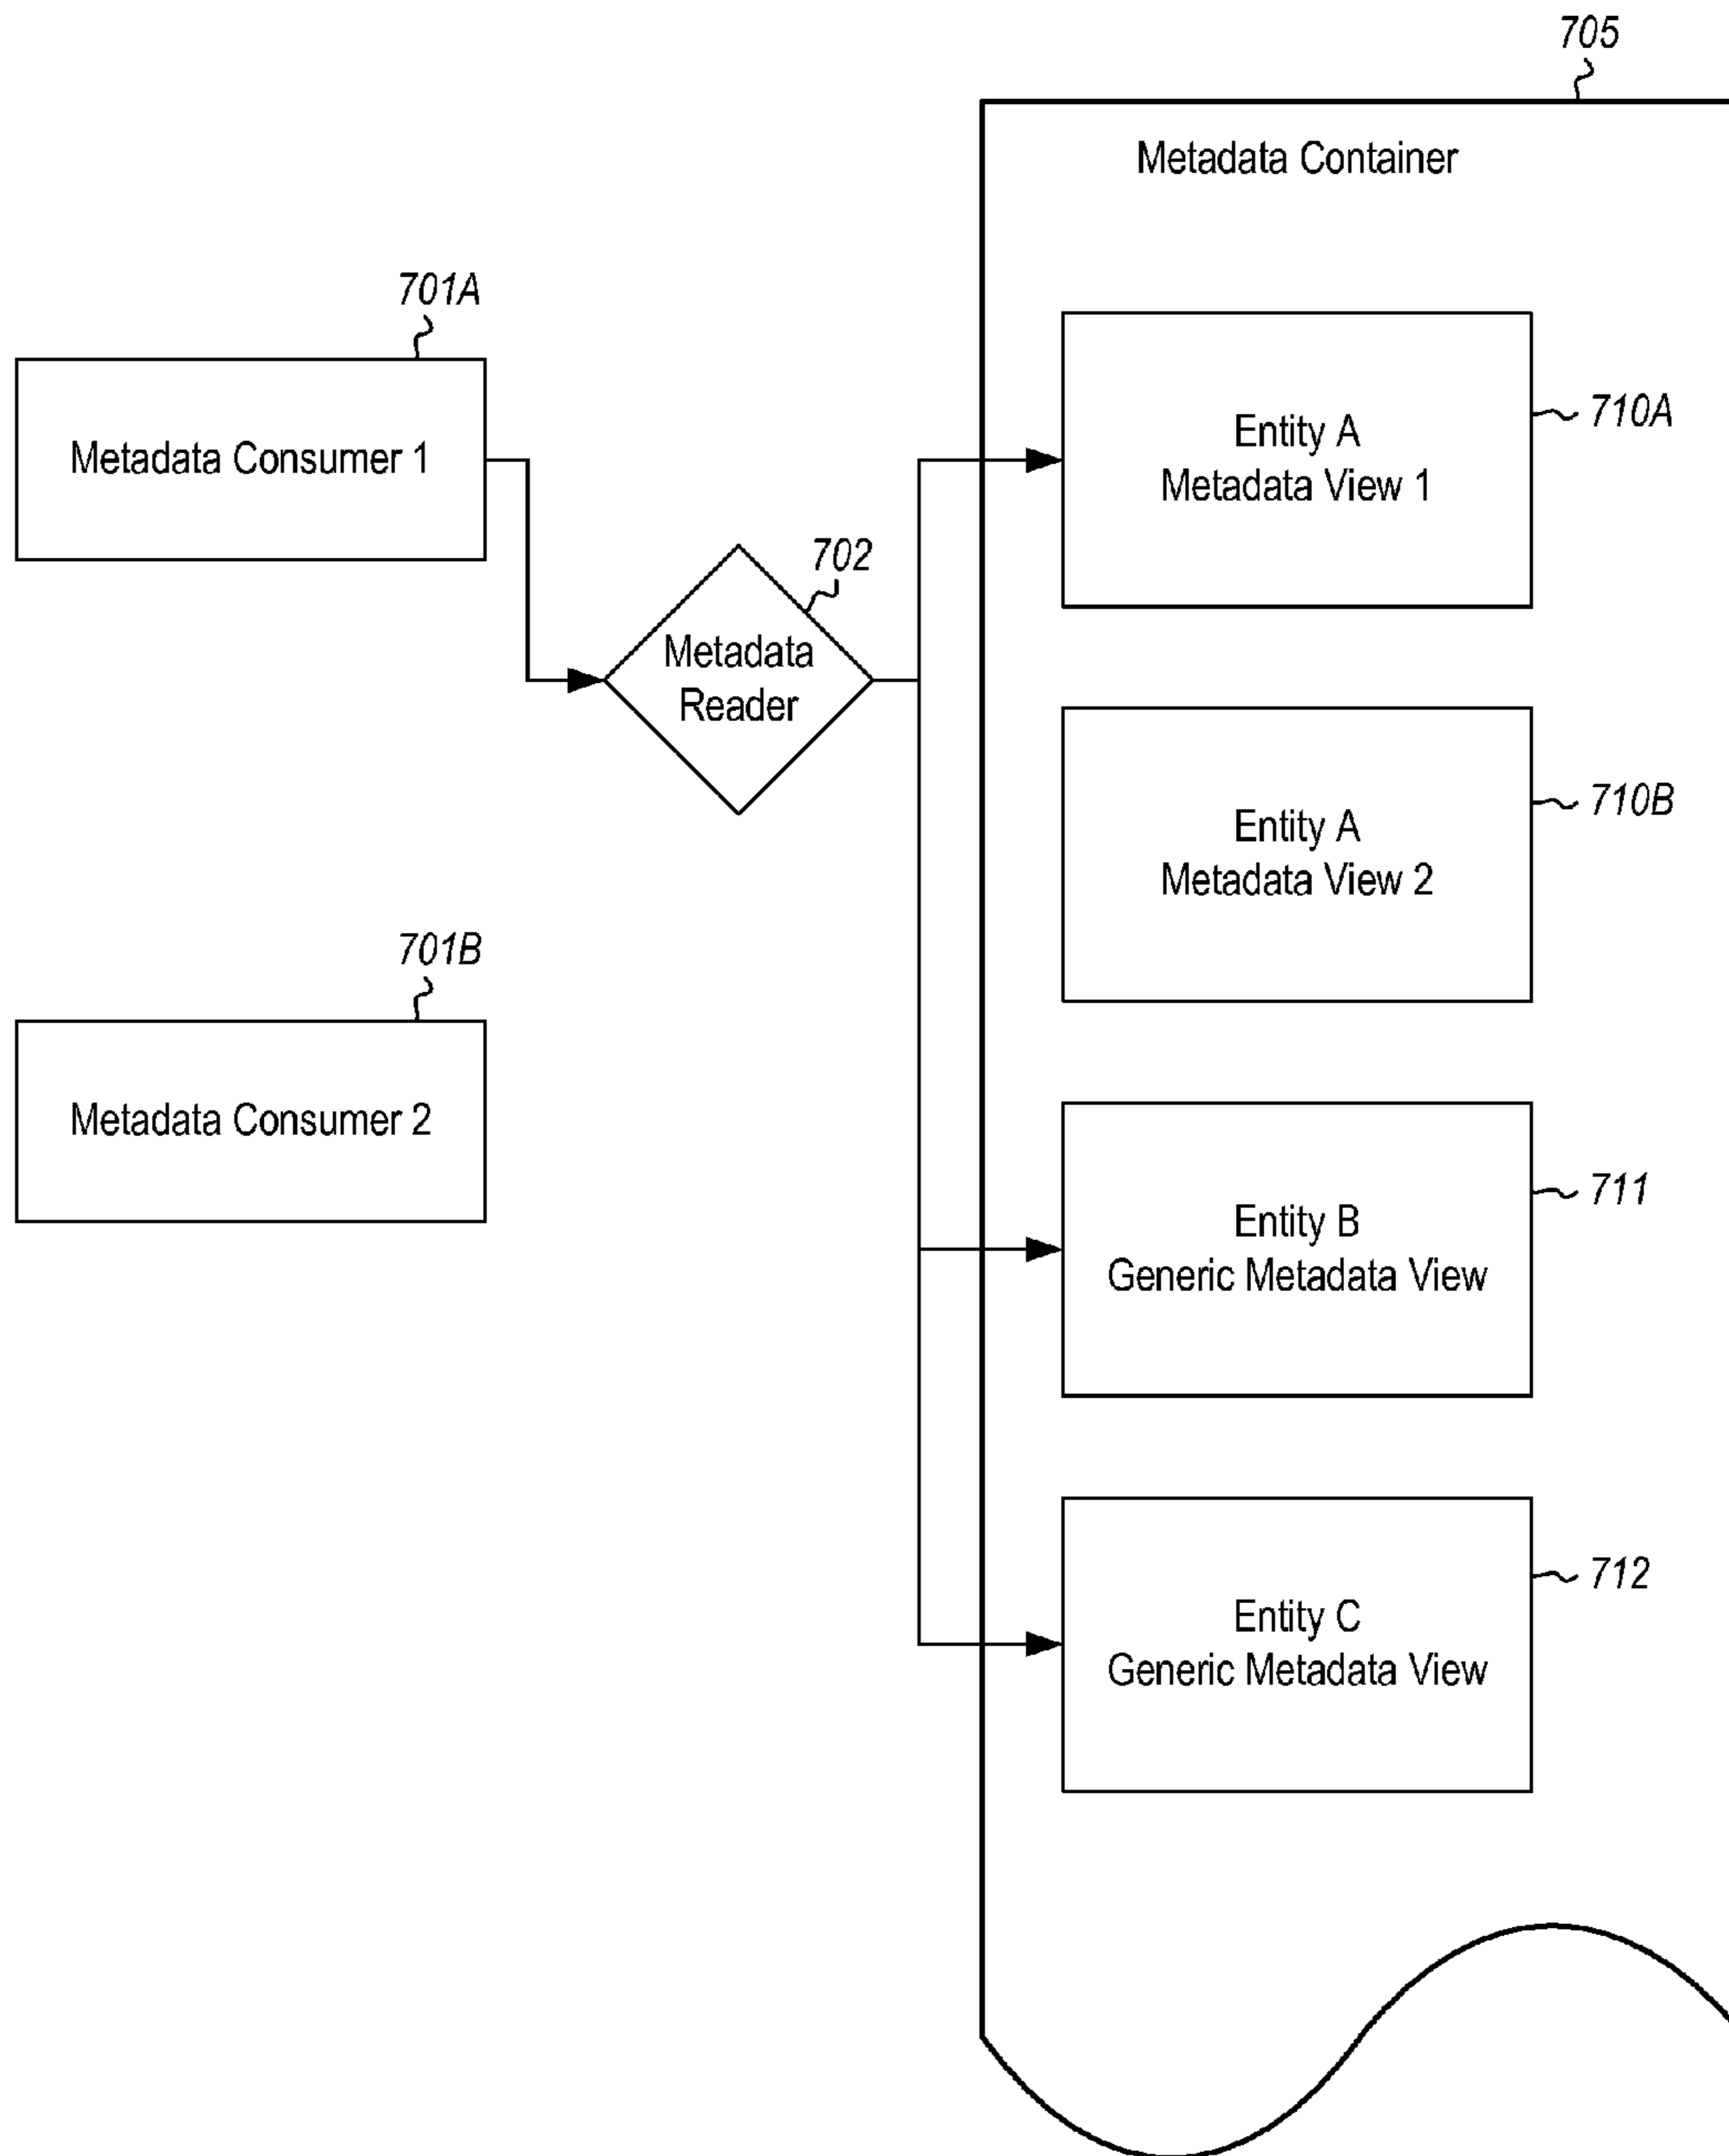 705
Metadata Container
701A
Metadata Consumer 1
702
Metadata
Reader
Entity A
Metadata View 1
710A
Entity A
Metadata View 2
710B
701B
Metadata Consumer 2
Entity B
Generic Metadata View
711
Entity C
Generic Metadata View
712